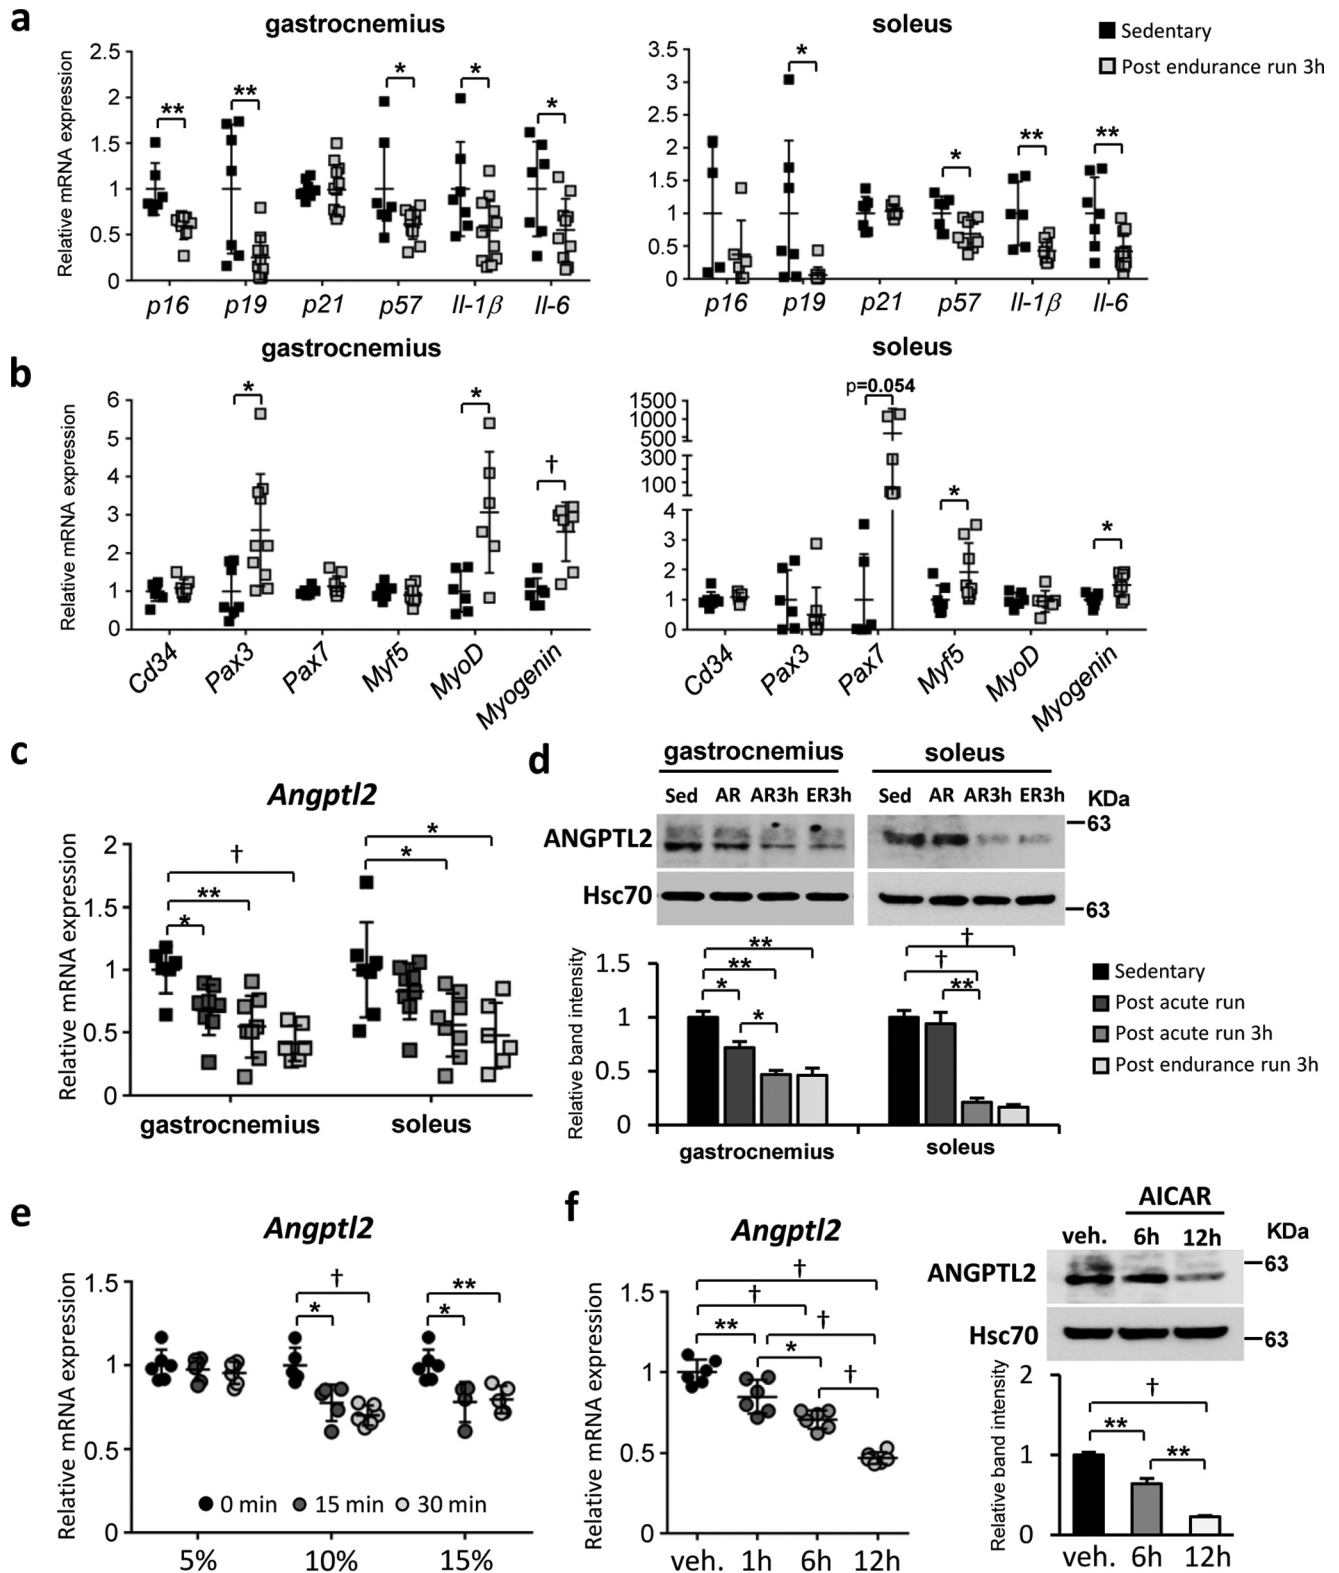 a
gastrocnemius
soleus
Sedentary
Post endurance run 3h
Relative mRNA expression
2.5
2
1.5
1
0.5
0
** ** * * *
p16 p19 p21 p57 Il-1β Il-6
3.5
3
2.5
2
1.5
1
0.5
0
* * ** **
p16 p19 p21 p57 Il-1β Il-6
b
gastrocnemius
soleus
Relative mRNA expression
6
5
4
3
2
1
0
* * †
Cd34 Pax3 Pax7 Myf5 MyoD Myogenin
p=0.054
1500
1000
500
300
100
4
3
2
1
0
* *
Cd34 Pax3 Pax7 Myf5 MyoD Myogenin
c
Angptl2
Relative mRNA expression
2
1.5
1
0.5
0
†
**
*
*
*
gastrocnemius soleus
d
gastrocnemius soleus
Sed AR AR3h ER3h Sed AR AR3h ER3h KDa
ANGPTL2
63
Hsc70
63
Relative band intensity
1.5
1
0.5
0
**
**
*
*
†
†
**
gastrocnemius soleus
Sedentary
Post acute run
Post acute run 3h
Post endurance run 3h
e
Angptl2
Relative mRNA expression
1.5
1
0.5
0
†
*
**
*
0 min 15 min 30 min
5% 10% 15%
f
Angptl2
Relative mRNA expression
1.5
1
0.5
0
†
†
** †
*
†
veh. 1h 6h 12h
AICAR
veh. 6h 12h KDa
ANGPTL2
63
Hsc70
63
Relative band intensity
2
1
0
†
**
**
veh. 6h 12h